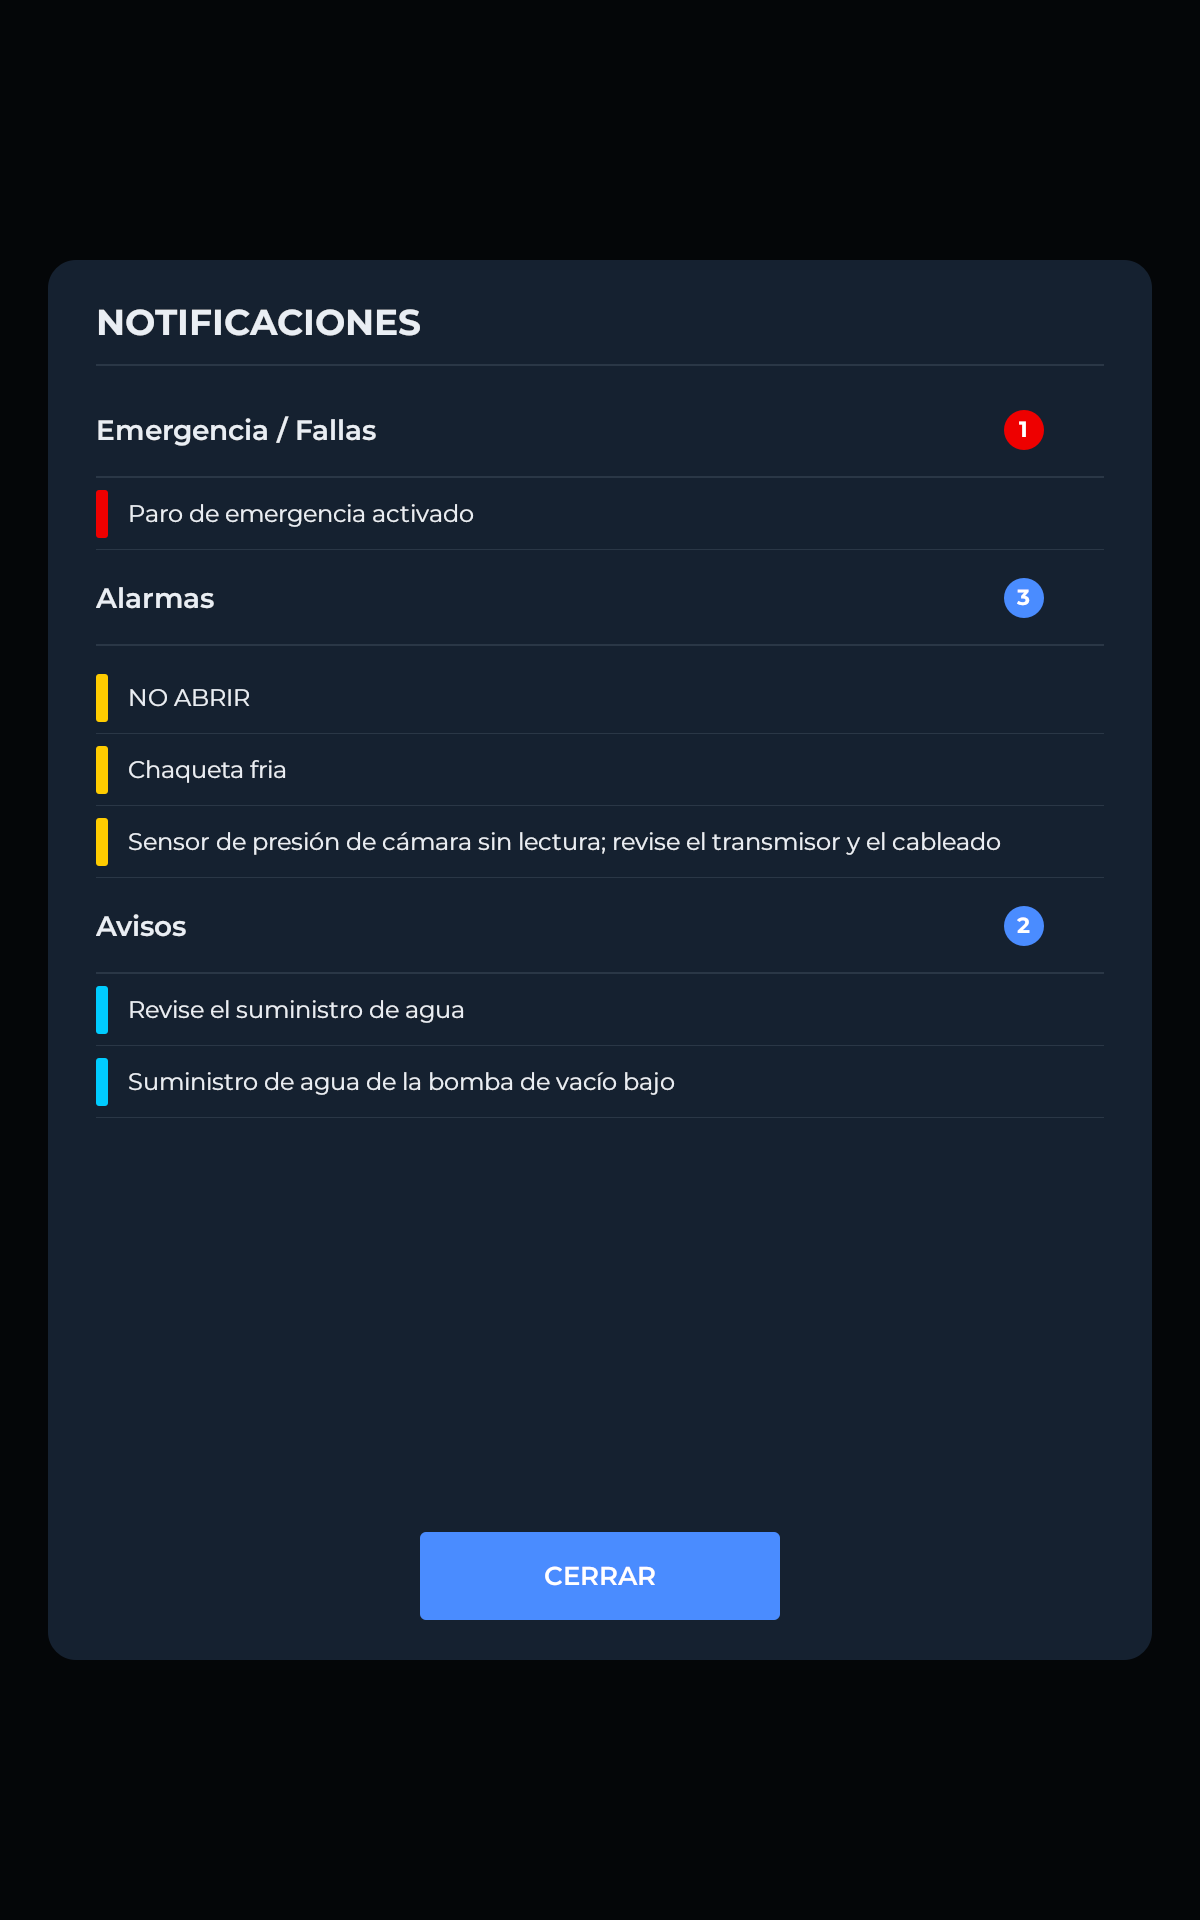 NOTIFICACIONES
Emergencia / Fallas 1
Paro de emergencia activado
Alarmas 3
NO ABRIR
Chaqueta fria
Sensor de presión de cámara sin lectura; revise el transmisor y el cableado
Avisos 2
Revise el suministro de agua
Suministro de agua de la bomba de vacío bajo
CERRAR